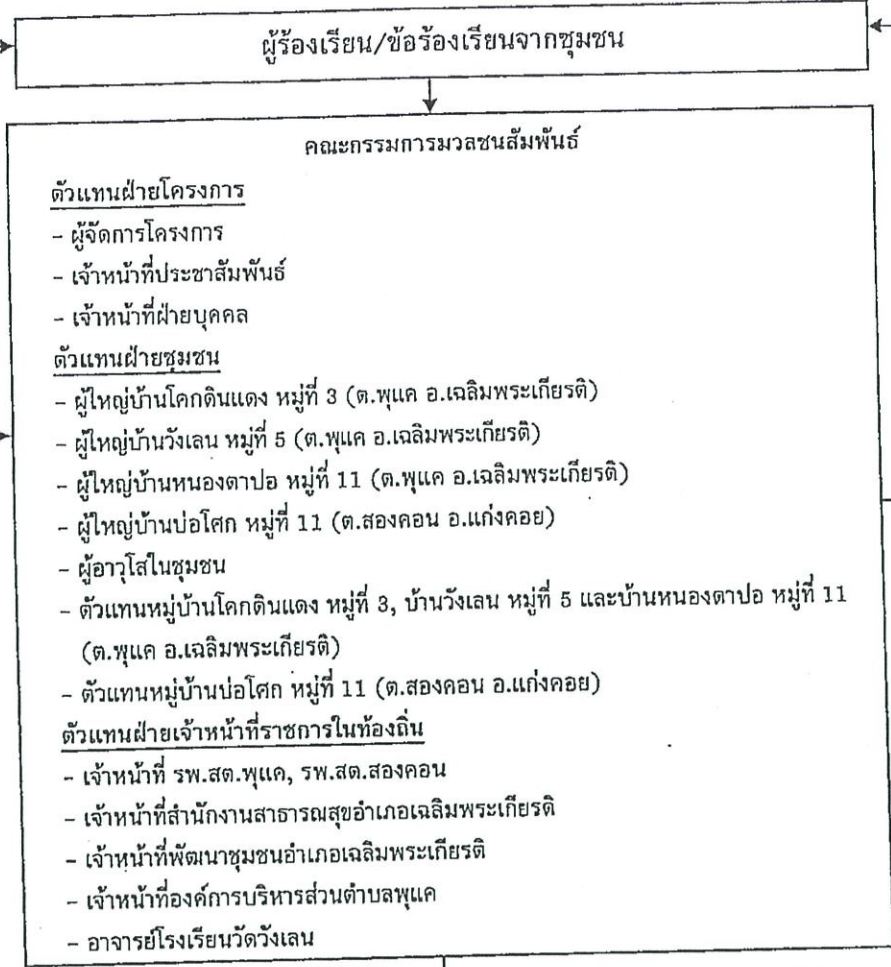 ผู้ร้องเรียน/ข้อร้องเรียนจากชุมชน
คณะกรรมการมวลชนสัมพันธ์
ตัวแทนฝ่ายโครงการ
- ผู้จัดการโครงการ
- เจ้าหน้าที่ประชาสัมพันธ์
- เจ้าหน้าที่ฝ่ายบุคคล
ตัวแทนฝ่ายชุมชน
- ผู้ใหญ่บ้านโคกดินแดง หมู่ที่ 3 (ต.พุแค อ.เฉลิมพระเกียรติ)
- ผู้ใหญ่บ้านวังเลน หมู่ที่ 5 (ต.พุแค อ.เฉลิมพระเกียรติ)
- ผู้ใหญ่บ้านหนองตาปอ หมู่ที่ 11 (ต.พุแค อ.เฉลิมพระเกียรติ)
- ผู้ใหญ่บ้านบ่อโศก หมู่ที่ 11 (ต.สองคอน อ.แก่งคอย)
- ผู้อาวุโสในชุมชน
- ตัวแทนหมู่บ้านโคกดินแดง หมู่ที่ 3, บ้านวังเลน หมู่ที่ 5 และบ้านหนองตาปอ หมู่ที่ 11
(ต.พุแค อ.เฉลิมพระเกียรติ)
- ตัวแทนหมู่บ้านบ่อโศก หมู่ที่ 11 (ต.สองคอน อ.แก่งคอย)
ตัวแทนฝ่ายเจ้าหน้าที่ราชการในท้องถิ่น
- เจ้าหน้าที่ รพ.สต.พุแค, รพ.สต.สองคอน
- เจ้าหน้าที่สำนักงานสาธารณสุขอำเภอเฉลิมพระเกียรติ
- เจ้าหน้าที่พัฒนาชุมชนอำเภอเฉลิมพระเกียรติ
- เจ้าหน้าที่องค์การบริหารส่วนตำบลพุแค
- อาจารย์โรงเรียนวัดวังเลน